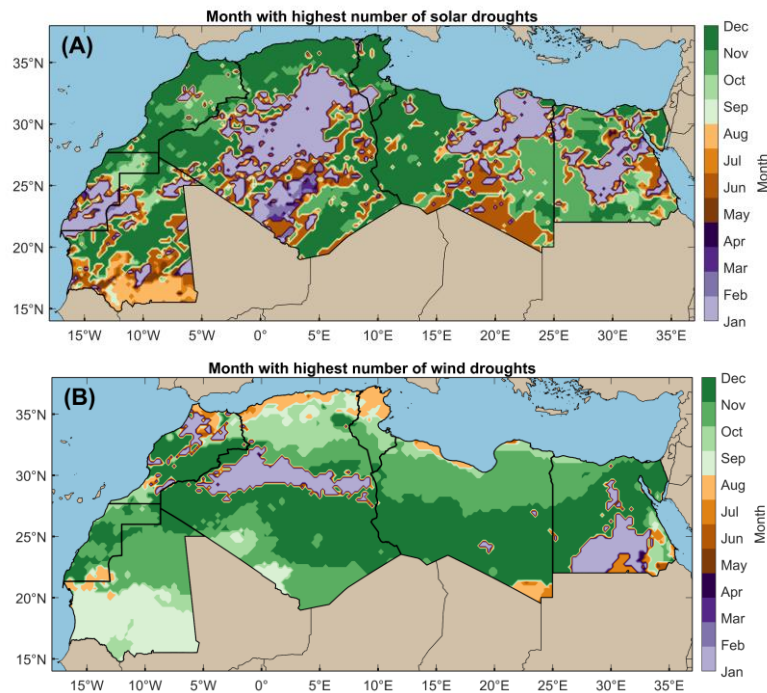 Month with highest number of solar droughts
(A)
35°N
30°N
25°N
20°N
15°N
15°W 10°W 5°W 0° 5°E 10°E 15°E 20°E 25°E 30°E 35°E
Dec
Nov
Oct
Sep
Aug
Jul
Jun
May
Apr
Mar
Feb
Jan
Month
Month with highest number of wind droughts
(B)
35°N
30°N
25°N
20°N
15°N
15°W 10°W 5°W 0° 5°E 10°E 15°E 20°E 25°E 30°E 35°E
Dec
Nov
Oct
Sep
Aug
Jul
Jun
May
Apr
Mar
Feb
Jan
Month